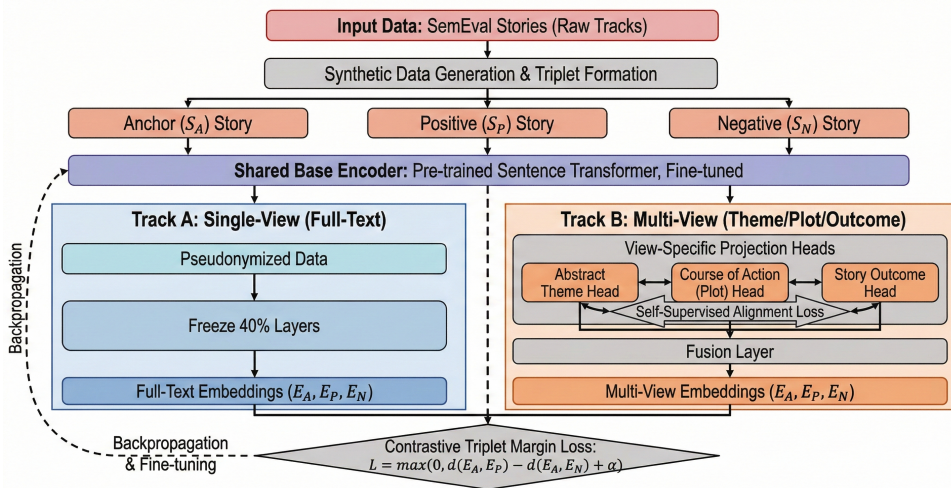 Input Data: SemEval Stories (Raw Tracks)
Synthetic Data Generation & Triplet Formation
Anchor (S_A) Story
Positive (S_P) Story
Negative (S_N) Story
Shared Base Encoder: Pre-trained Sentence Transformer, Fine-tuned
Track A: Single-View (Full-Text)
Pseudonymized Data
Freeze 40% Layers
Full-Text Embeddings (E_A, E_P, E_N)
Track B: Multi-View (Theme/Plot/Outcome)
View-Specific Projection Heads
Abstract
Theme Head
Course of Action
(Plot) Head
Story Outcome
Head
Self-Supervised Alignment Loss
Fusion Layer
Multi-View Embeddings (E_A, E_P, E_N)
Backpropagation
Backpropagation
& Fine-tuning
Contrastive Triplet Margin Loss:
L = max(0, d(E_A, E_P) − d(E_A, E_N) + α)